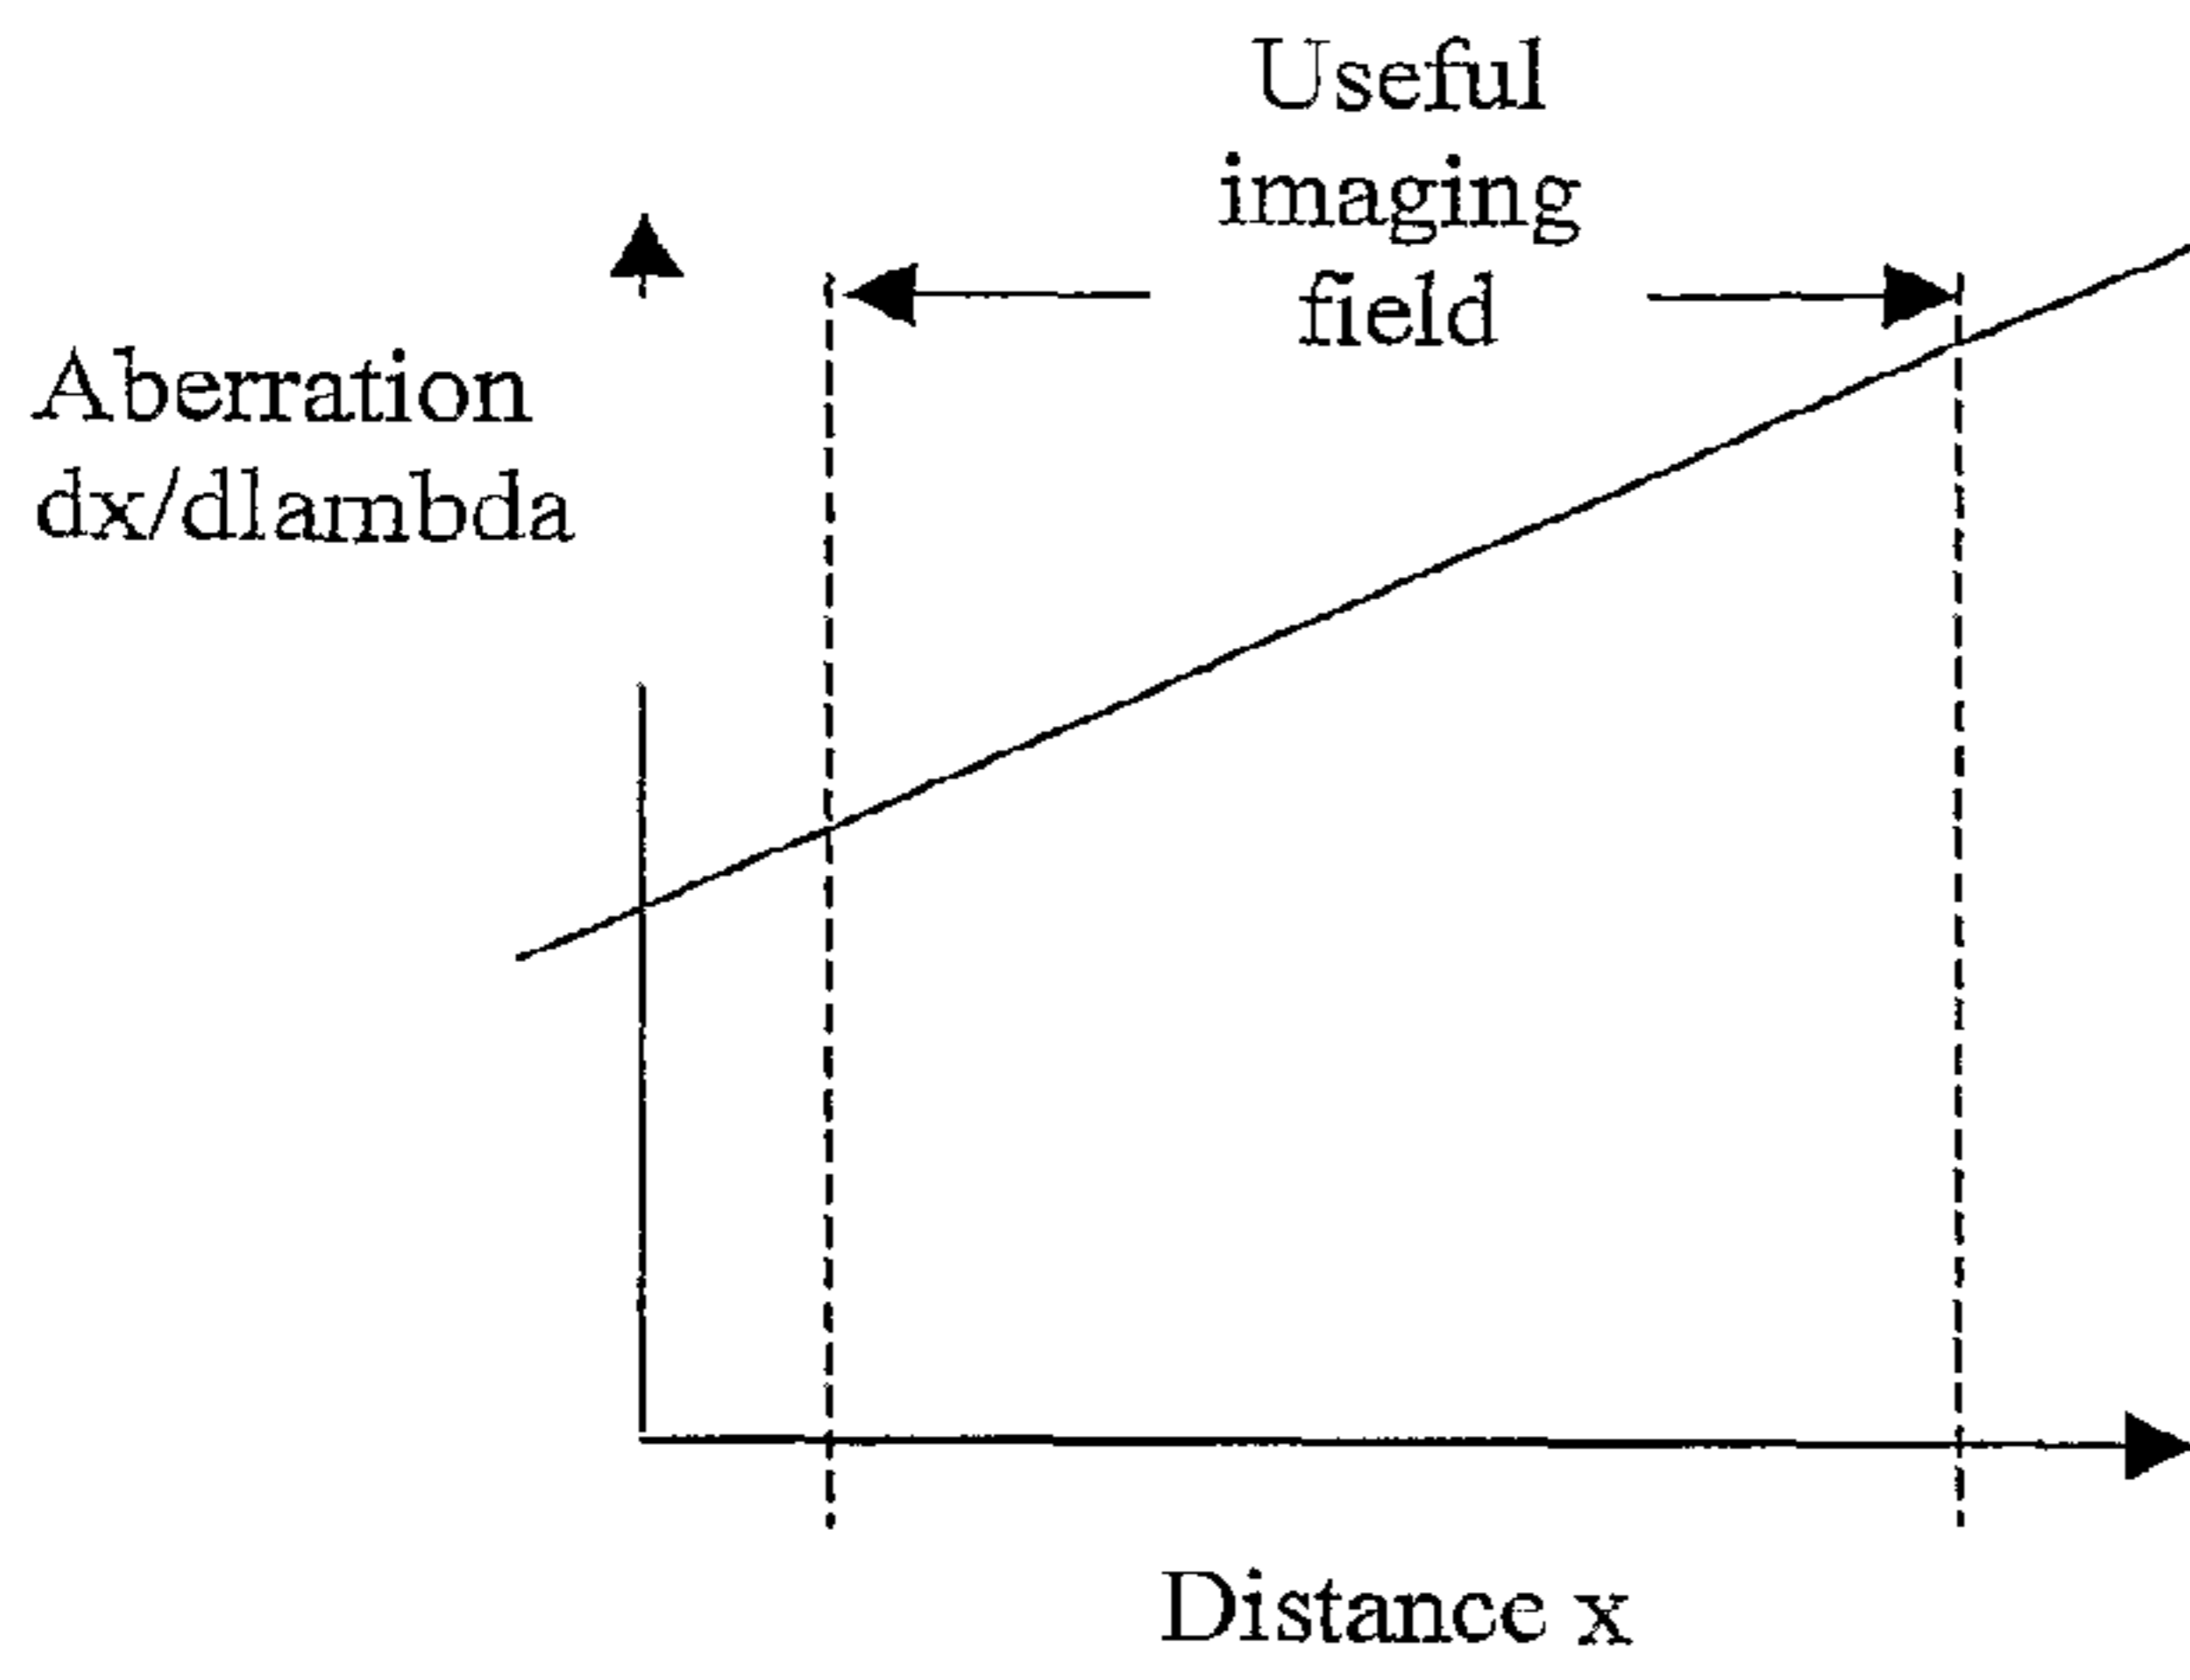 Useful
imaging
field
Aberration
dx/dlambda
Distance x